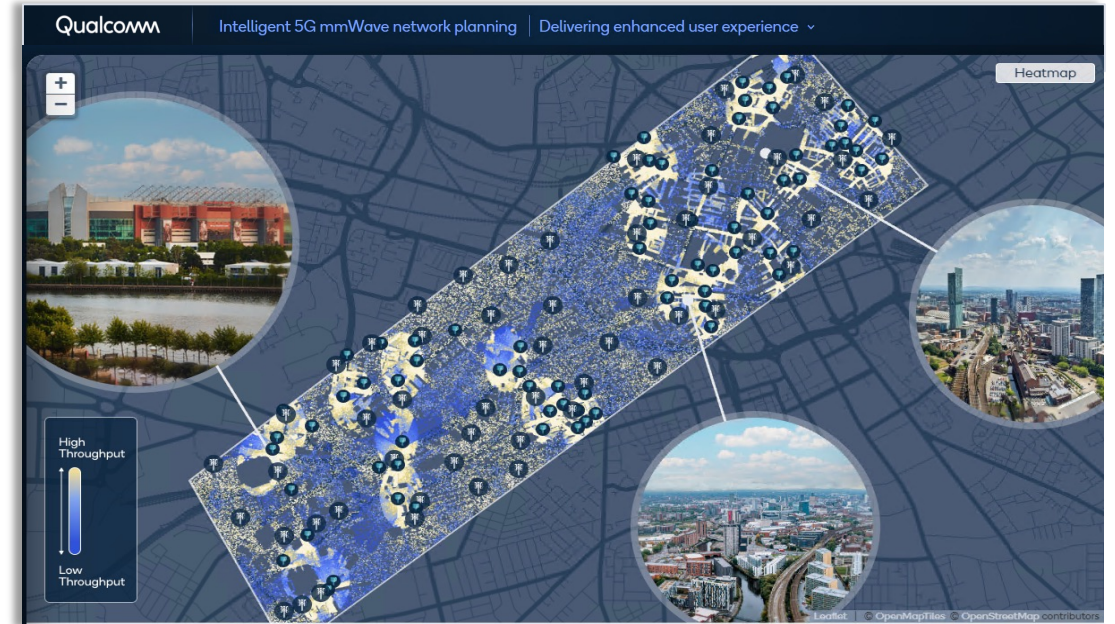 Qualcomm
Intelligent 5G mmWave network planning
Delivering enhanced user experience
+
−
Heatmap
High
Throughput
Low
Throughput
Leaflet | © OpenMapTiles © OpenStreetMap contributors